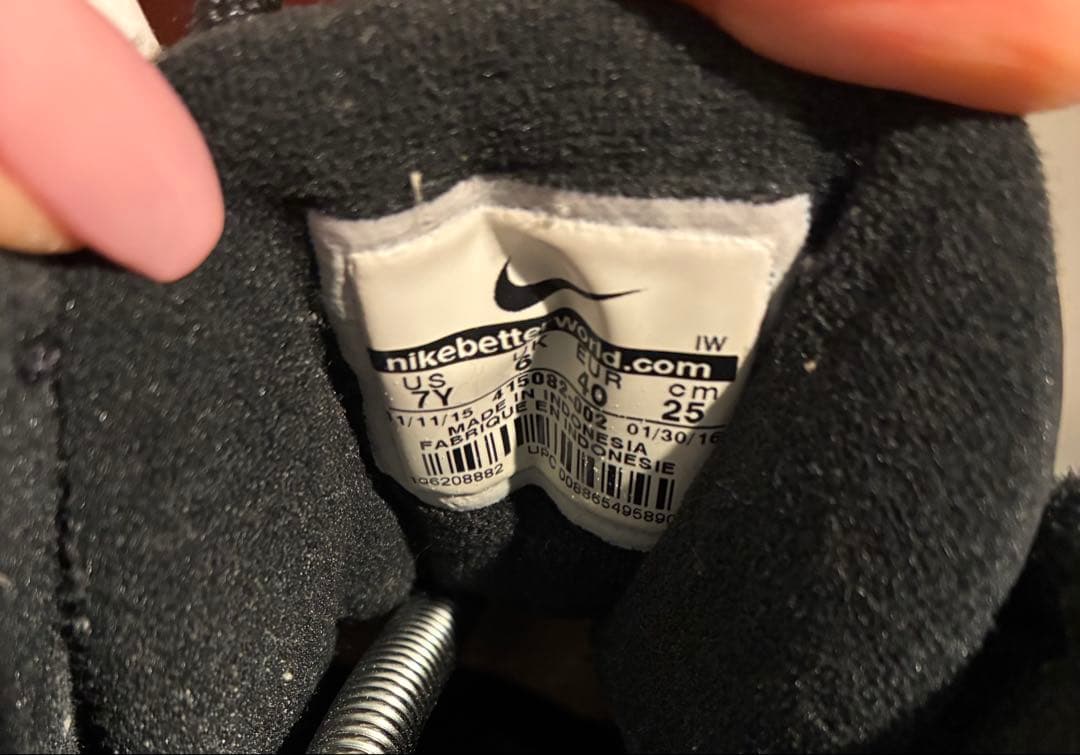 nikebetterworld.com
IW
US UK EUR cm
7Y 6 40 25
11/11/15 415082-002 01/30/16
MADE IN INDONESIA
FABRIQUE EN INDONESIE
UPC